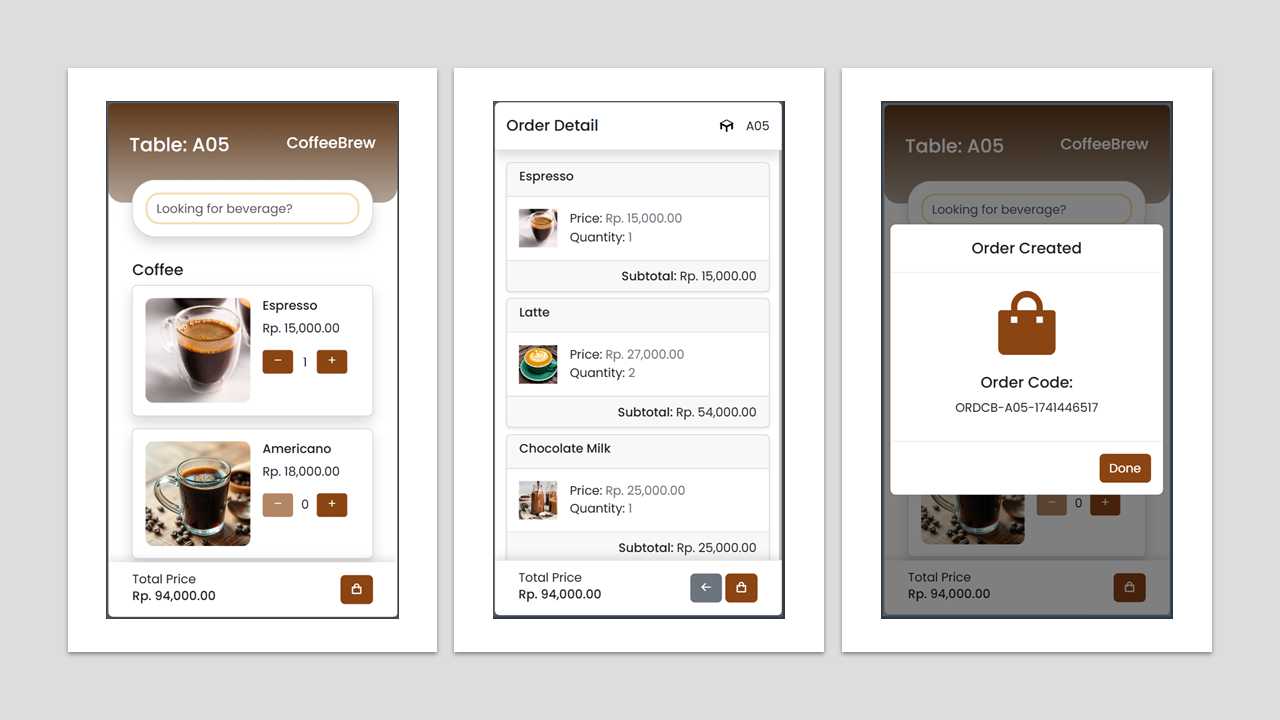 Table: A05
CoffeeBrew
Looking for beverage?
Coffee
Espresso
Rp. 15,000.00
− 1 +
Americano
Rp. 18,000.00
− 0 +
Total Price
Rp. 94,000.00
Order Detail
A05
Espresso
Price: Rp. 15,000.00
Quantity: 1
Subtotal: Rp. 15,000.00
Latte
Price: Rp. 27,000.00
Quantity: 2
Subtotal: Rp. 54,000.00
Chocolate Milk
Price: Rp. 25,000.00
Quantity: 1
Subtotal: Rp. 25,000.00
Total Price
Rp. 94,000.00
Table: A05
CoffeeBrew
Looking for beverage?
Order Created
Order Code:
ORDCB-A05-1741446517
Done
− 0 +
Total Price
Rp. 94,000.00